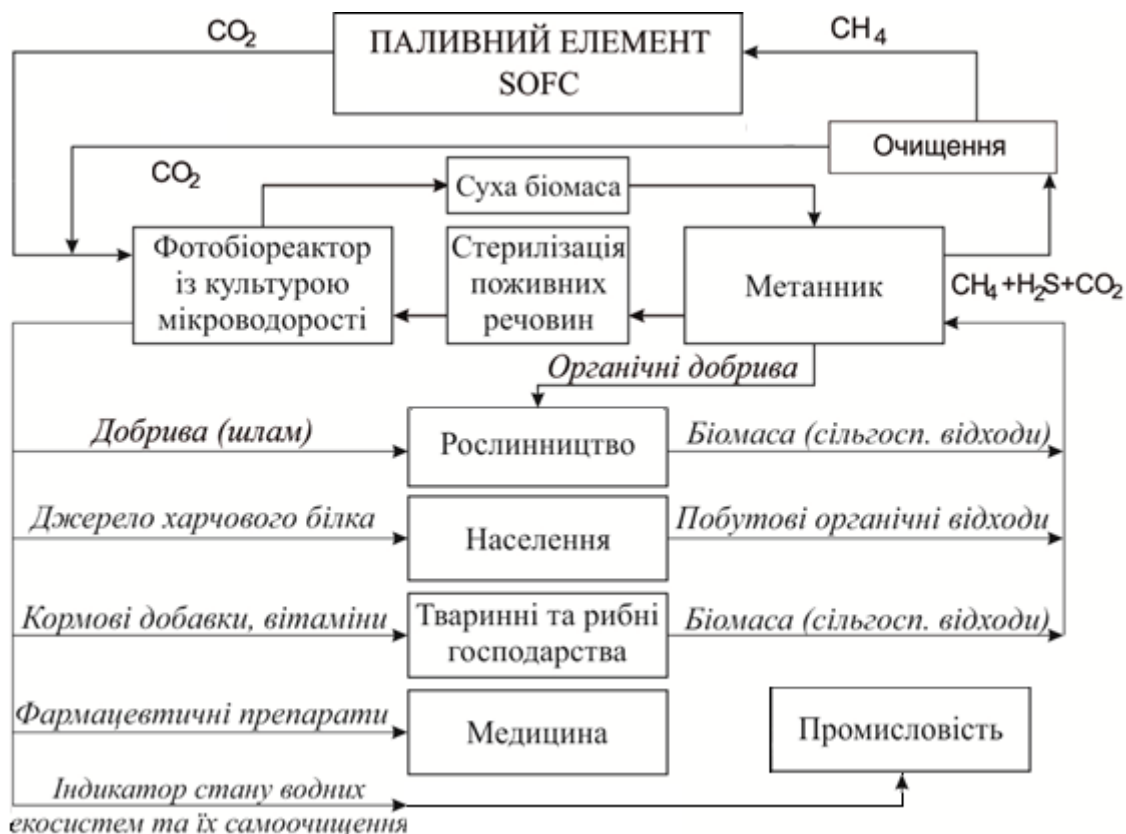 CO2
ПАЛИВНИЙ ЕЛЕМЕНТ
SOFC
CH4
Очищення
CO2
Суха біомаса
Фотобіореактор
із культурою
мікроводорості
Стерилізація
поживних
речовин
Метанник
CH4+H2S+CO2
Органічні добрива
Добрива (шлам)
Рослинництво
Біомаса (сільгосп. відходи)
Джерело харчового білка
Населення
Побутові органічні відходи
Кормові добавки, вітаміни
Тваринні та рибні
господарства
Біомаса (сільгосп. відходи)
Фармацевтичні препарати
Медицина
Промисловість
Індикатор стану водних
екосистем та їх самоочищення